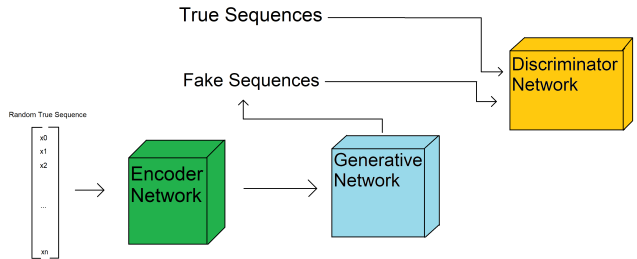 True Sequences
Fake Sequences
Discriminator
Network
Random True Sequence
x0
x1
x2
...
xn
Encoder
Network
Generative
Network